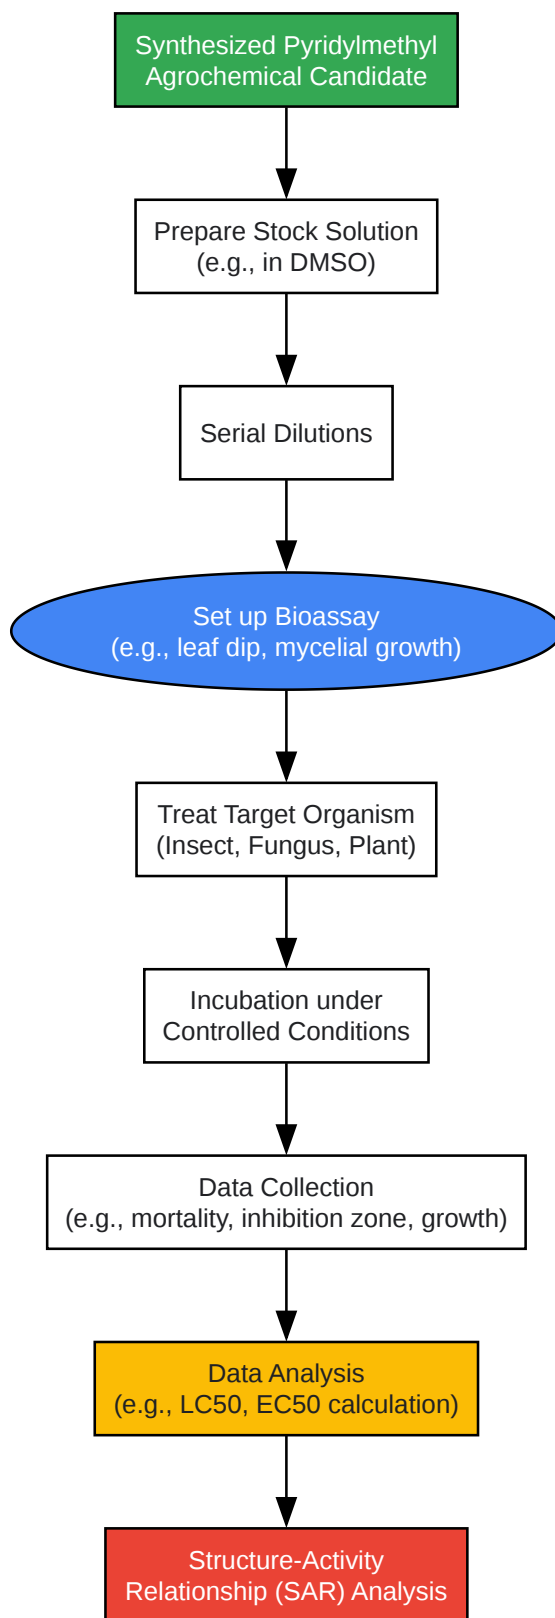 Synthesized Pyridylmethyl
Agrochemical Candidate
Prepare Stock Solution
(e.g., in DMSO)
Serial Dilutions
Set up Bioassay
(e.g., leaf dip, mycelial growth)
Treat Target Organism
(Insect, Fungus, Plant)
Incubation under
Controlled Conditions
Data Collection
(e.g., mortality, inhibition zone, growth)
Data Analysis
(e.g., LC50, EC50 calculation)
Structure-Activity
Relationship (SAR) Analysis